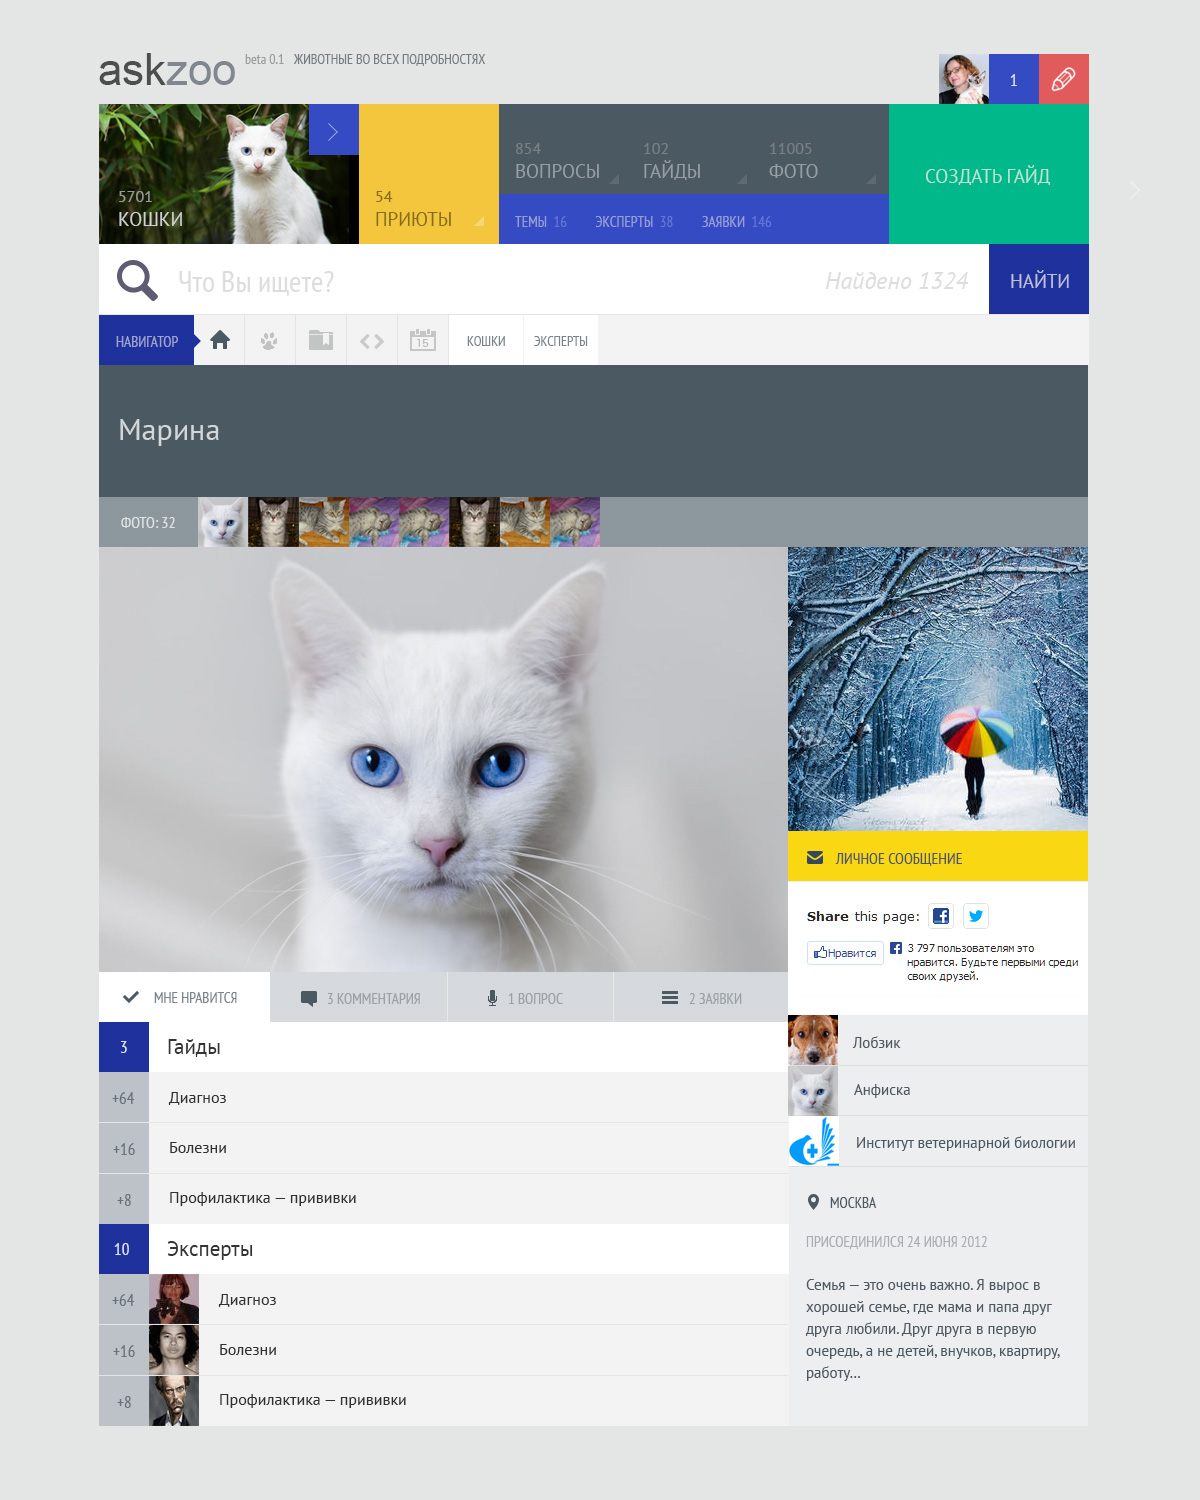 askzoo beta 0.1 ЖИВОТНЫЕ ВО ВСЕХ ПОДРОБНОСТЯХ
1
5701
КОШКИ
54
ПРИЮТЫ
854
ВОПРОСЫ
102
ГАЙДЫ
11005
ФОТО
ТЕМЫ 16 ЭКСПЕРТЫ 38 ЗАЯВКИ 146
СОЗДАТЬ ГАЙД
Что Вы ищете?
Найдено 1324
НАЙТИ
НАВИГАТОР
15
КОШКИ
ЭКСПЕРТЫ
Марина
ФОТО: 32
МНЕ НРАВИТСЯ
3 КОММЕНТАРИЯ
1 ВОПРОС
2 ЗАЯВКИ
3 Гайды
+64 Диагноз
+16 Болезни
+8 Профилактика — прививки
10 Эксперты
+64 Диагноз
+16 Болезни
+8 Профилактика — прививки
ЛИЧНОЕ СООБЩЕНИЕ
Share this page:
Нравится
3 797 пользователям это
нравится. Будьте первыми среди
своих друзей.
Лобзик
Анфиска
Институт ветеринарной биологии
МОСКВА
ПРИСОЕДИНИЛСЯ 24 ИЮНЯ 2012
Семья — это очень важно. Я вырос в
хорошей семье, где мама и папа друг
друга любили. Друг друга в первую
очередь, а не детей, внучков, квартиру,
работу...